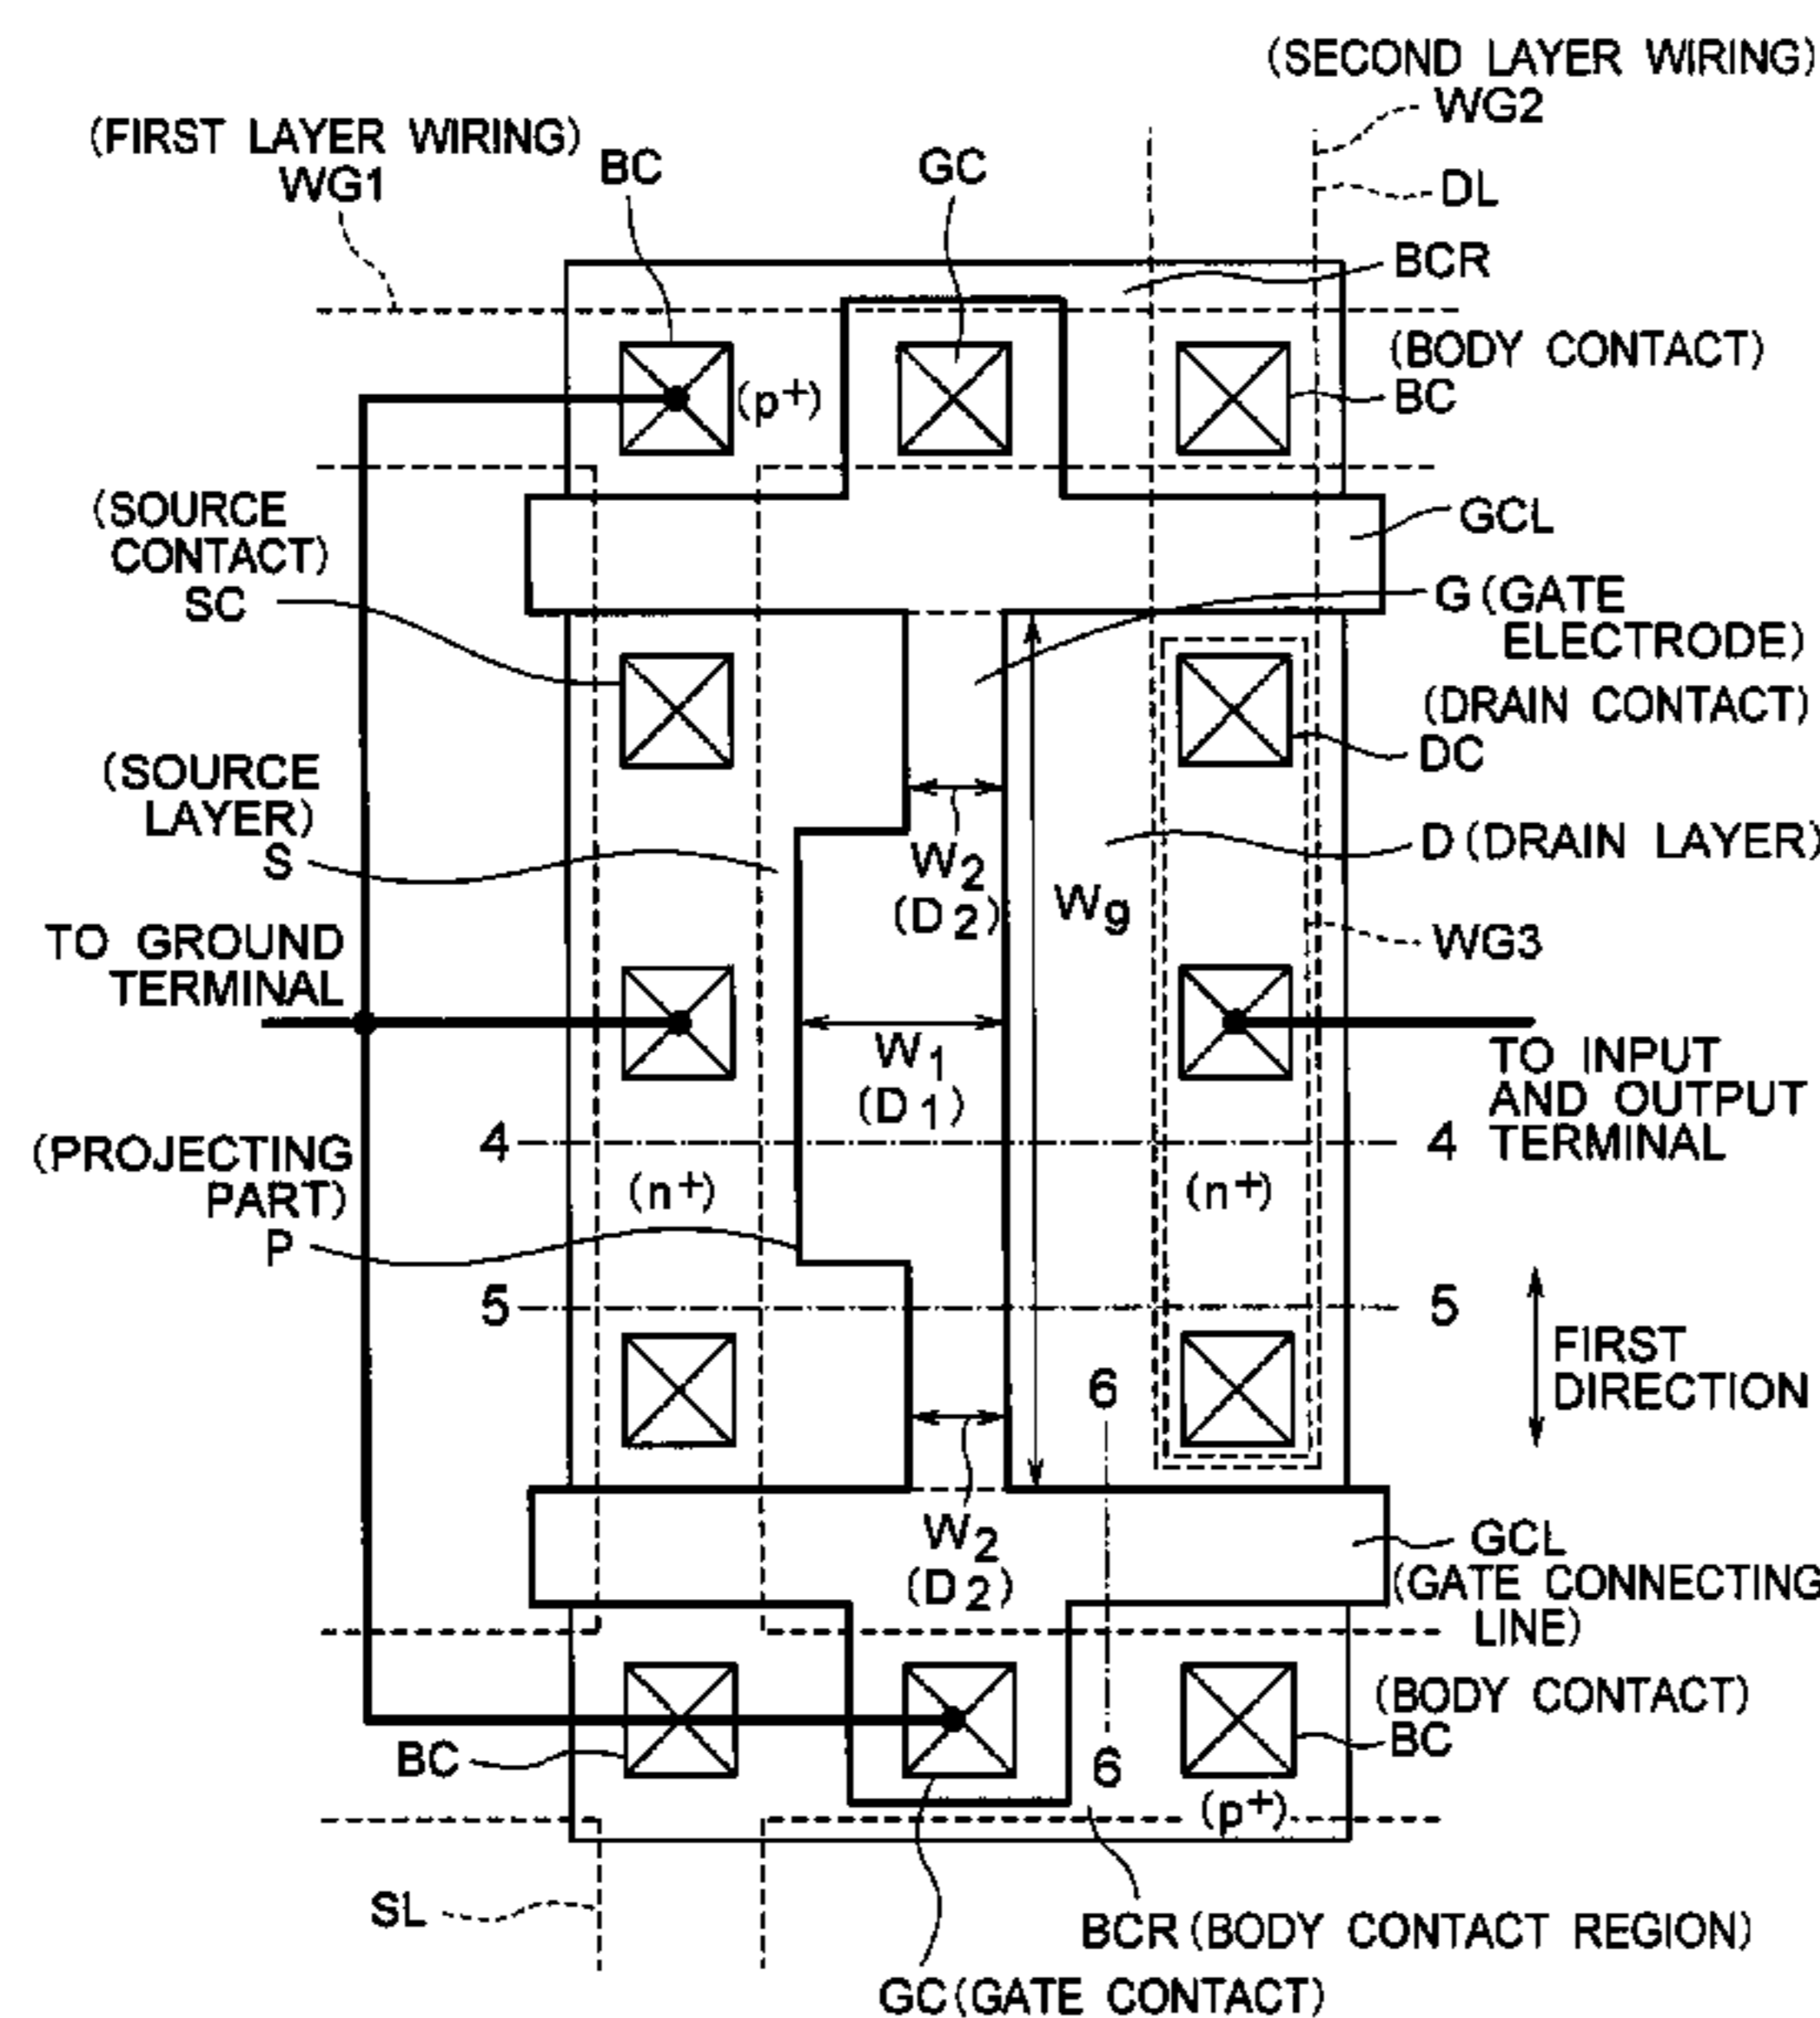 (SECOND LAYER WIRING)
WG2
(FIRST LAYER WIRING)
WG1
BC
GC
DL
BCR
(BODY CONTACT)
BC
(p+)
(SOURCE
CONTACT)
SC
GCL
G (GATE
ELECTRODE)
(DRAIN CONTACT)
DC
(SOURCE
LAYER)
S
W2
(D2)
Wg
D (DRAIN LAYER)
WG3
TO GROUND
TERMINAL
W1
(D1)
TO INPUT
AND OUTPUT
TERMINAL
4
4
(PROJECTING
PART)
P
(n+)
(n+)
5
5
FIRST
DIRECTION
6
W2
(D2)
GCL
(GATE CONNECTING
LINE)
(BODY CONTACT)
BC
BC
6
(p+)
SL
BCR (BODY CONTACT REGION)
GC (GATE CONTACT)